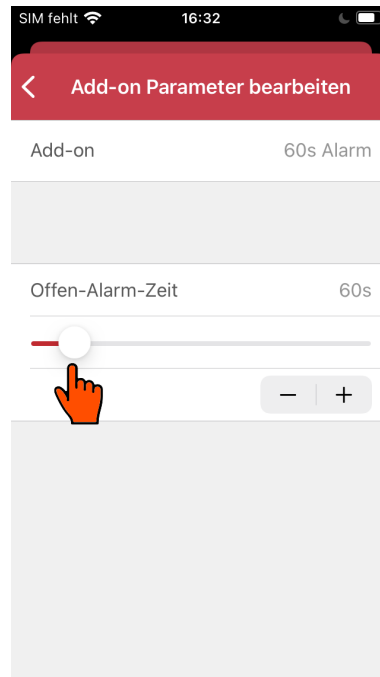 SIM fehlt 16:32
Add-on Parameter bearbeiten
Add-on 60s Alarm
Offen-Alarm-Zeit 60s
− +